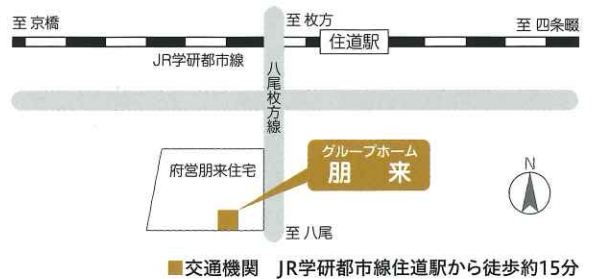 至 京橋
至 枚方
住道駅
至 四条畷
JR学研都市線
八尾枚方線
グループホーム
朋 来
府営朋来住宅
N
至 八尾
■交通機関 JR学研都市線住道駅から徒歩約15分